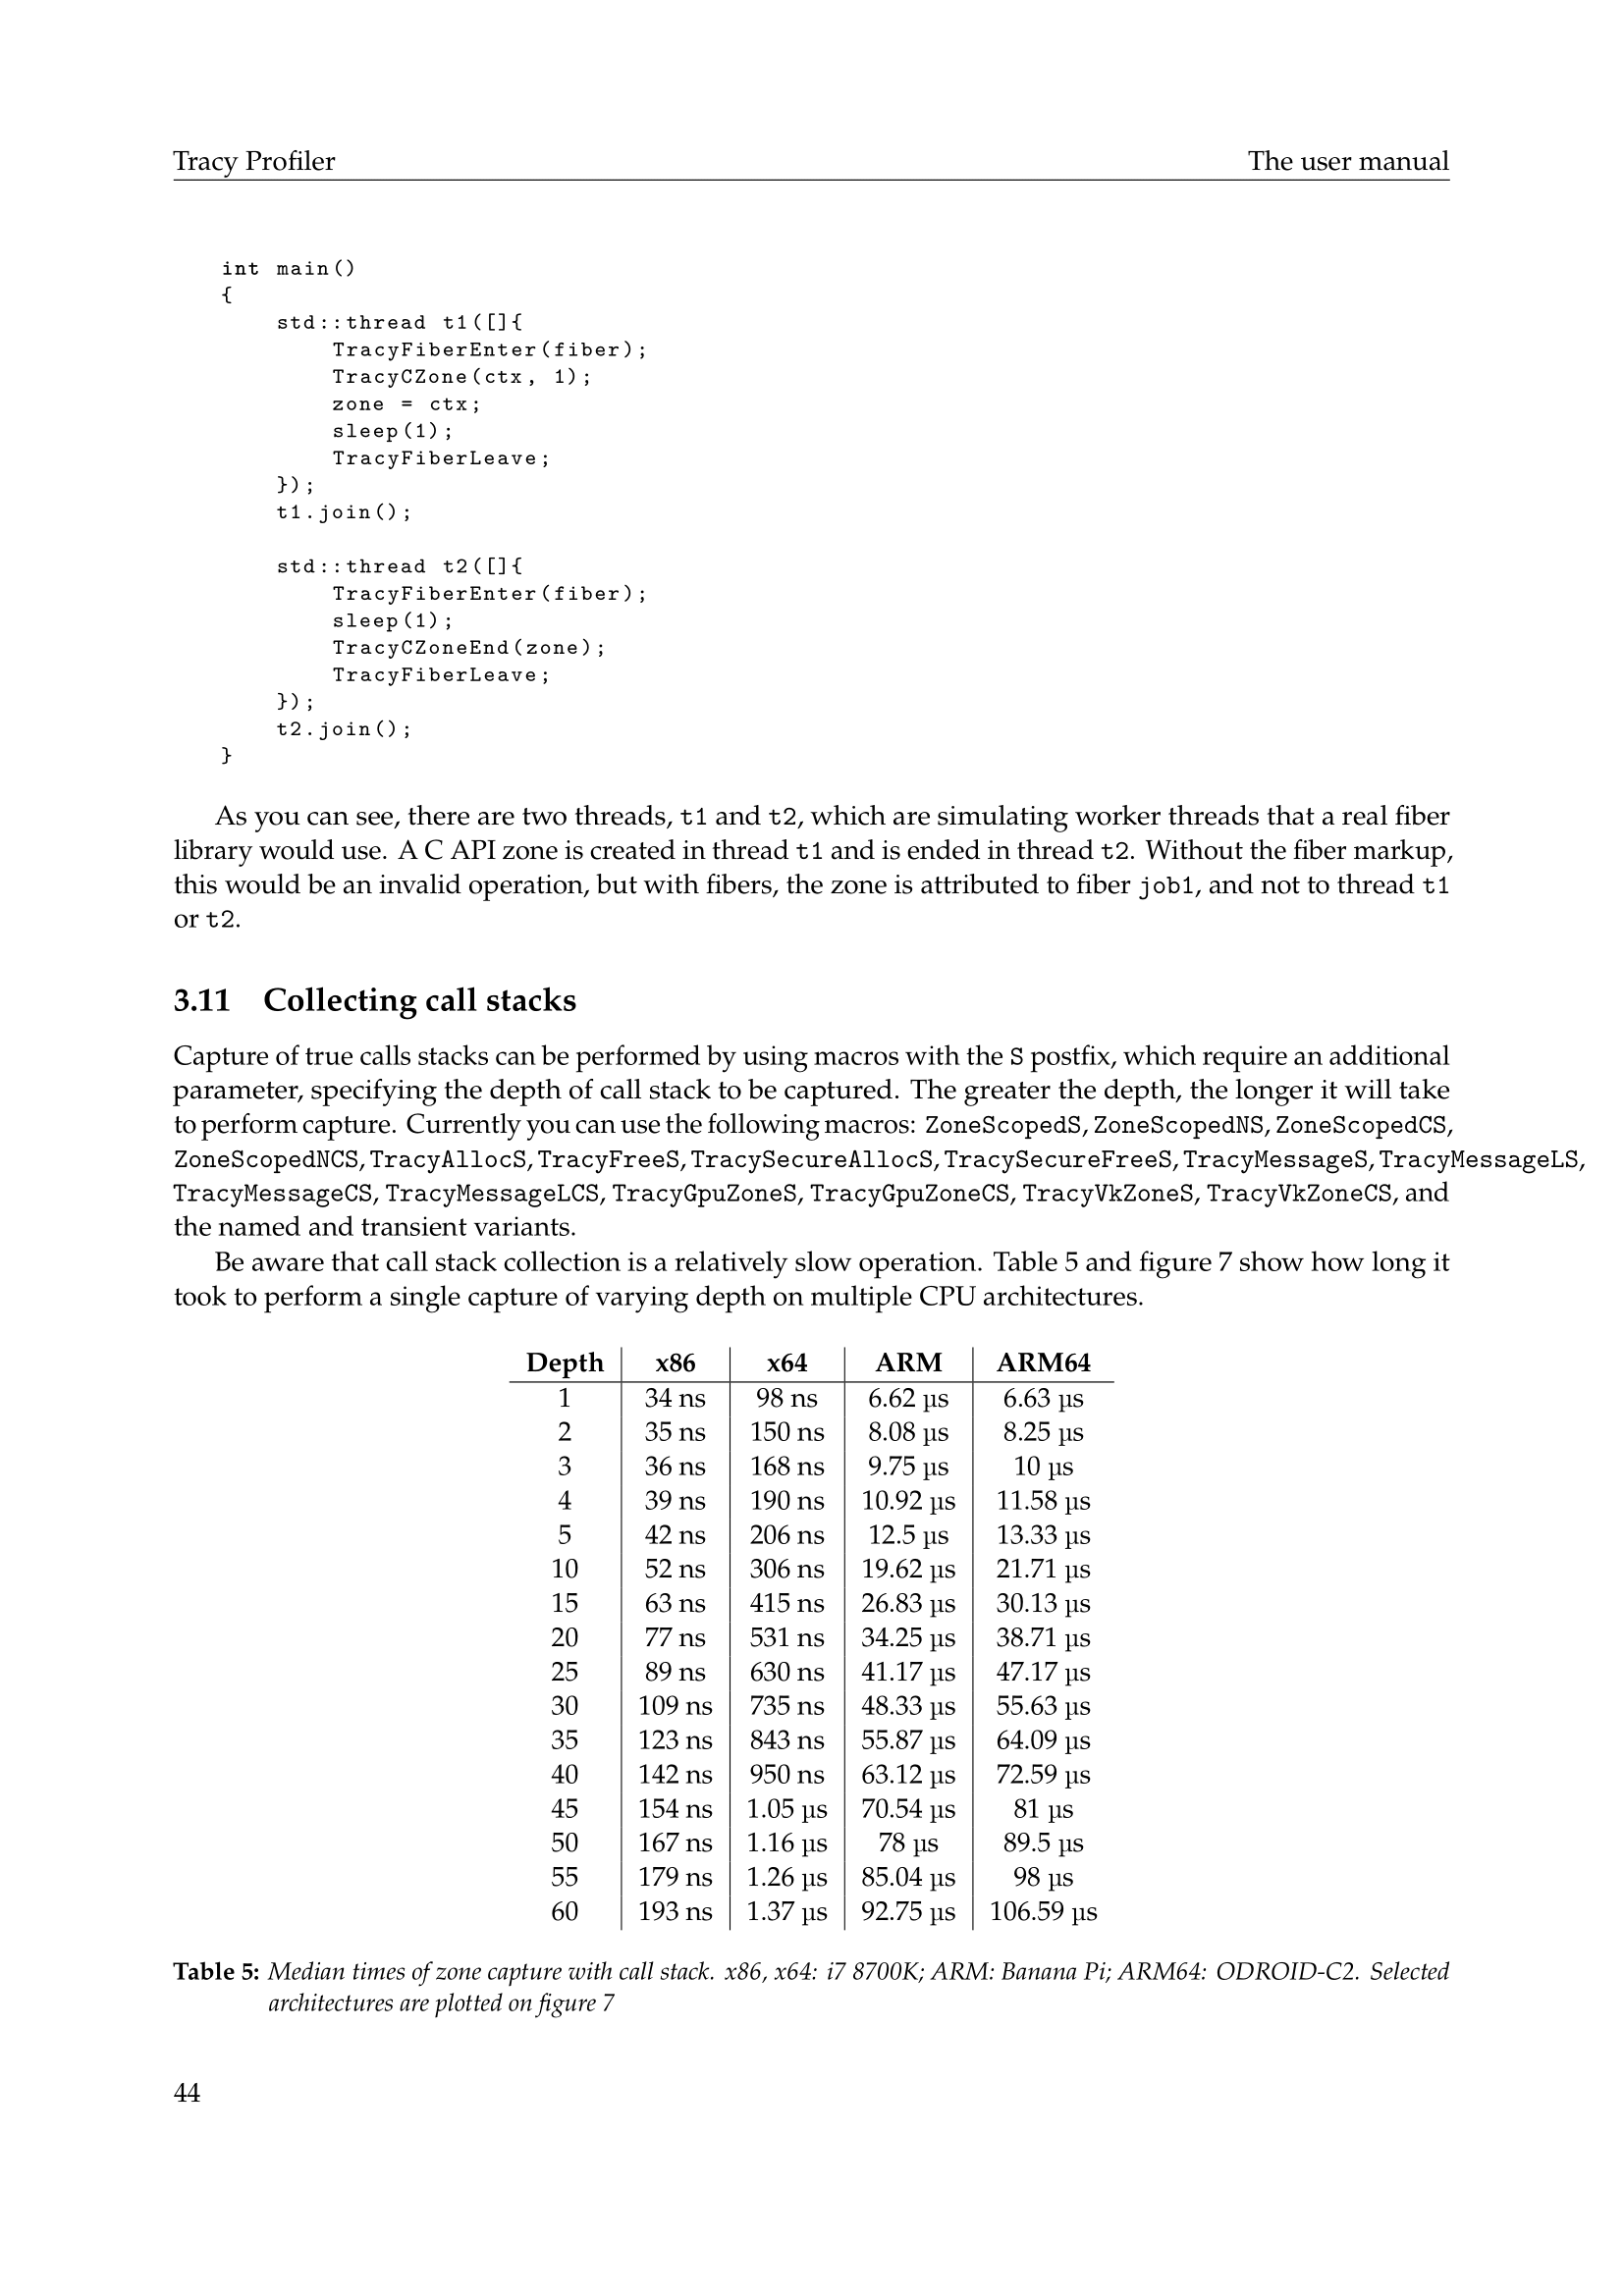 Tracy Profiler The user manual
int main()
{
    std::thread t1([]{
        TracyFiberEnter(fiber);
        TracyCZone(ctx, 1);
        zone = ctx;
        sleep(1);
        TracyFiberLeave;
    });
    t1.join();

    std::thread t2([]{
        TracyFiberEnter(fiber);
        sleep(1);
        TracyCZoneEnd(zone);
        TracyFiberLeave;
    });
    t2.join();
}
As you can see, there are two threads, t1 and t2, which are simulating worker threads that a real fiber
library would use. A C API zone is created in thread t1 and is ended in thread t2. Without the fiber markup,
this would be an invalid operation, but with fibers, the zone is attributed to fiber job1, and not to thread t1
or t2.
3.11 Collecting call stacks
Capture of true calls stacks can be performed by using macros with the S postfix, which require an additional
parameter, specifying the depth of call stack to be captured. The greater the depth, the longer it will take
to perform capture. Currently you can use the following macros: ZoneScopedS, ZoneScopedNS, ZoneScopedCS,
ZoneScopedNCS, TracyAllocS, TracyFreeS, TracySecureAllocS, TracySecureFreeS, TracyMessageS, TracyMessageLS,
TracyMessageCS, TracyMessageLCS, TracyGpuZoneS, TracyGpuZoneCS, TracyVkZoneS, TracyVkZoneCS, and
the named and transient variants.
Be aware that call stack collection is a relatively slow operation. Table 5 and figure 7 show how long it
took to perform a single capture of varying depth on multiple CPU architectures.
Depth x86 x64 ARM ARM64
1 34 ns 98 ns 6.62 µs 6.63 µs
2 35 ns 150 ns 8.08 µs 8.25 µs
3 36 ns 168 ns 9.75 µs 10 µs
4 39 ns 190 ns 10.92 µs 11.58 µs
5 42 ns 206 ns 12.5 µs 13.33 µs
10 52 ns 306 ns 19.62 µs 21.71 µs
15 63 ns 415 ns 26.83 µs 30.13 µs
20 77 ns 531 ns 34.25 µs 38.71 µs
25 89 ns 630 ns 41.17 µs 47.17 µs
30 109 ns 735 ns 48.33 µs 55.63 µs
35 123 ns 843 ns 55.87 µs 64.09 µs
40 142 ns 950 ns 63.12 µs 72.59 µs
45 154 ns 1.05 µs 70.54 µs 81 µs
50 167 ns 1.16 µs 78 µs 89.5 µs
55 179 ns 1.26 µs 85.04 µs 98 µs
60 193 ns 1.37 µs 92.75 µs 106.59 µs
Table 5: Median times of zone capture with call stack. x86, x64: i7 8700K; ARM: Banana Pi; ARM64: ODROID-C2. Selected
architectures are plotted on figure 7
44